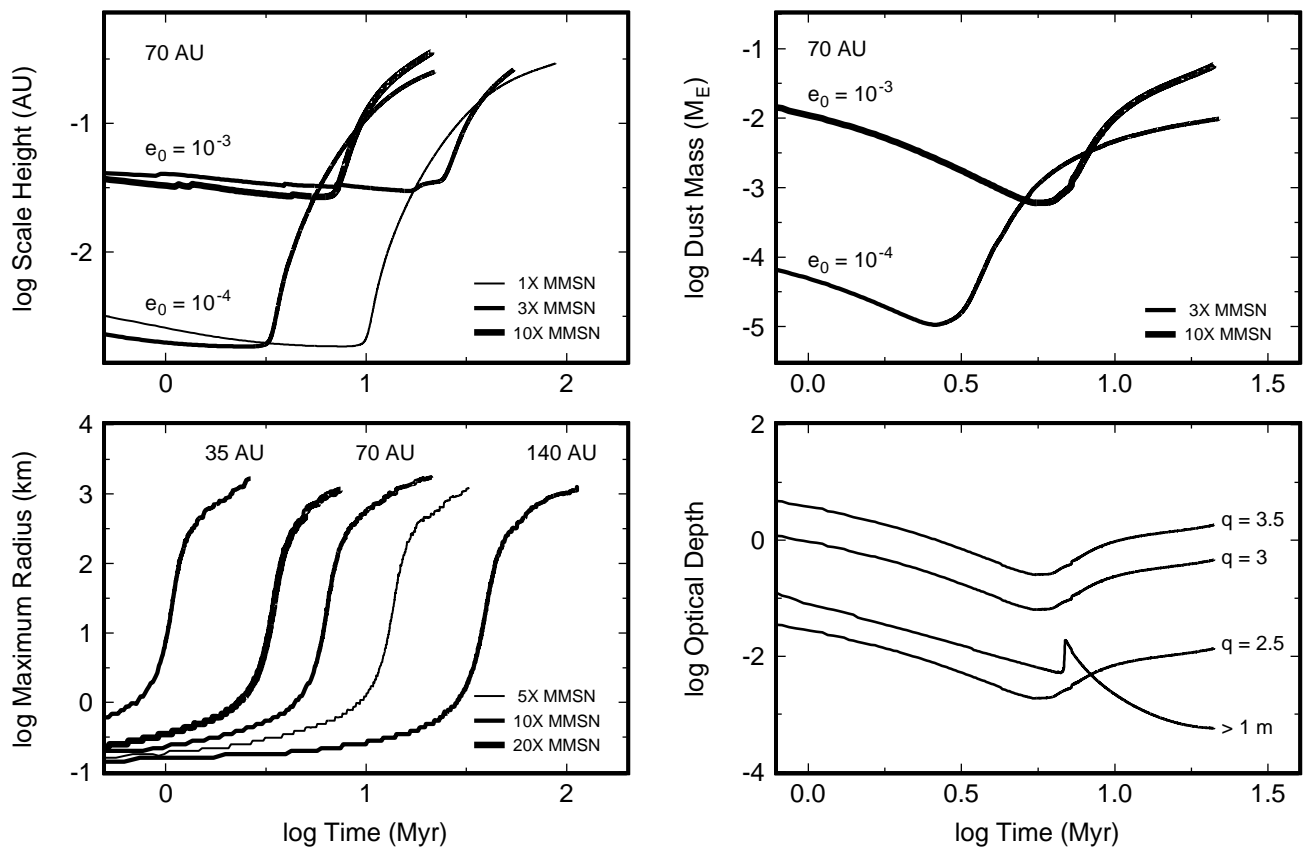 70 AU
e0 = 10-3
e0 = 10-4
1X MMSN
3X MMSN
10X MMSN
-1
-2
0
1
2
log Scale Height (AU)
70 AU
e0 = 10-3
e0 = 10-4
3X MMSN
10X MMSN
-1
-2
-3
-4
-5
0.0
0.5
1.0
1.5
log Dust Mass (ME)
35 AU
70 AU
140 AU
5X MMSN
10X MMSN
20X MMSN
4
3
2
1
0
-1
0
1
2
log Maximum Radius (km)
log Time (Myr)
q = 3.5
q = 3
q = 2.5
> 1 m
2
0
-2
-4
0.0
0.5
1.0
1.5
log Optical Depth
log Time (Myr)